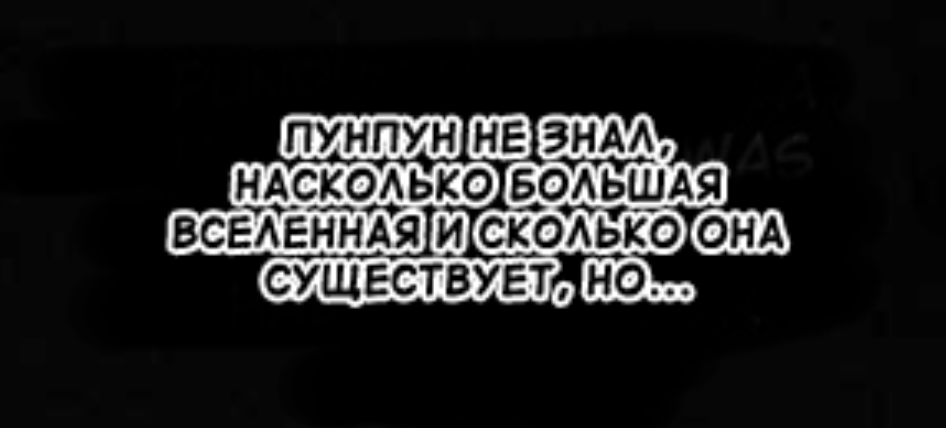 ПУНПУН НЕ ЗНАЛ,
НАСКОЛЬКО БОЛЬШАЯ
ВСЕЛЕННАЯ И СКОЛЬКО ОНА
СУЩЕСТВУЕТ, НО...